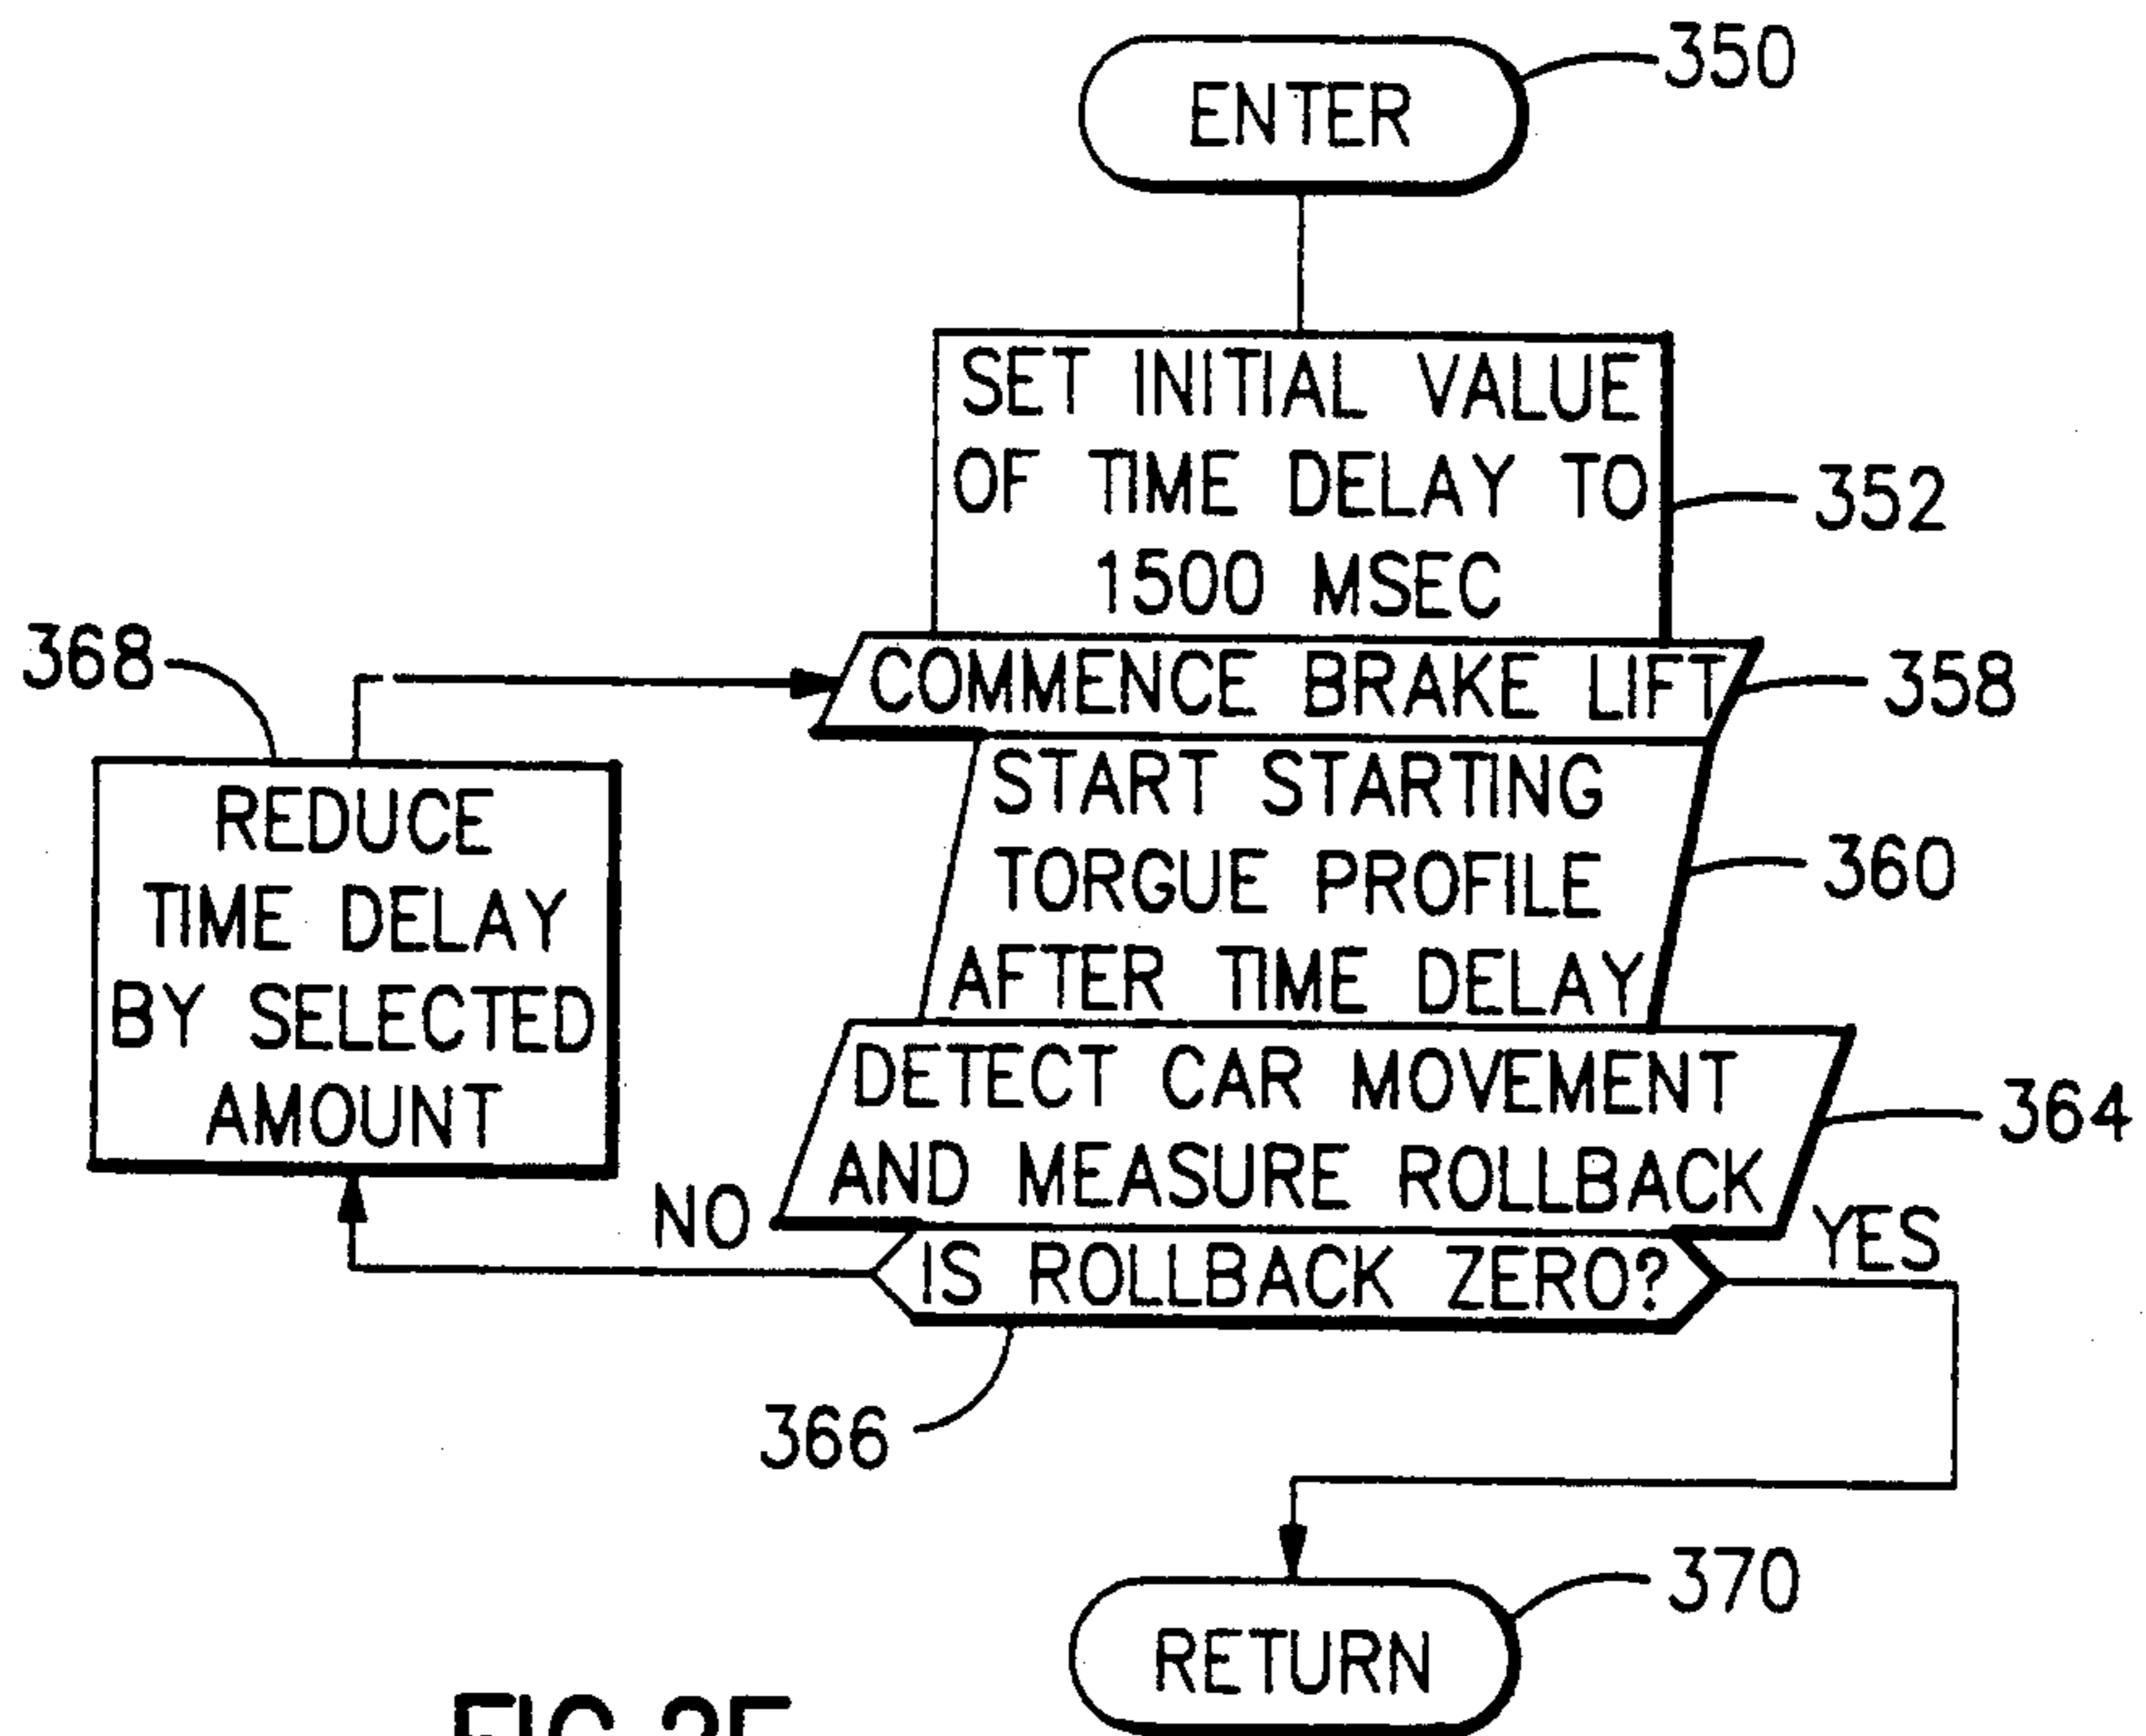 350
ENTER
SET INITIAL VALUE
OF TIME DELAY TO
1500 MSEC
352
COMMENCE BRAKE LIFT
358
START STARTING
TORGUE PROFILE
AFTER TIME DELAY
360
368
REDUCE
TIME DELAY
BY SELECTED
AMOUNT
DETECT CAR MOVEMENT
AND MEASURE ROLLBACK
364
NO
IS ROLLBACK ZERO?
YES
366
370
RETURN